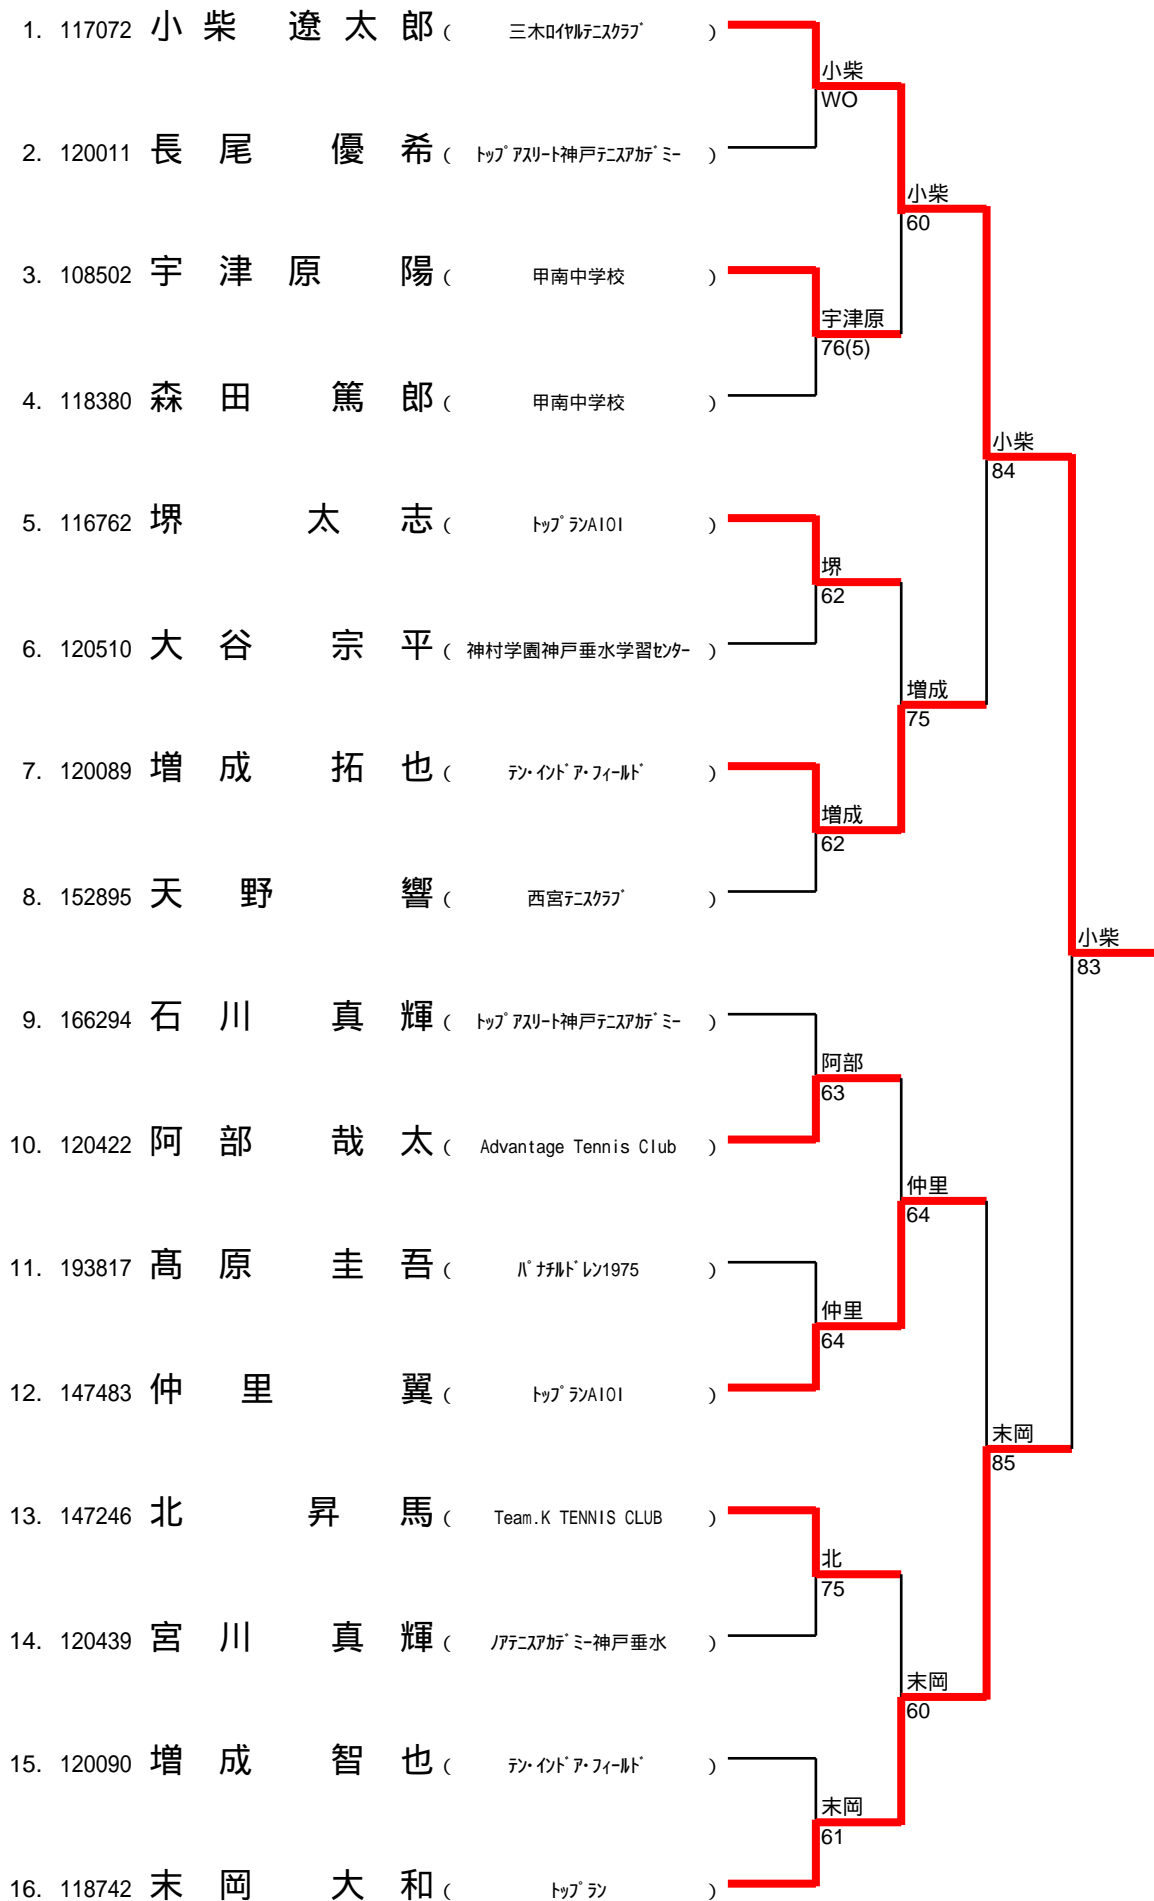 1. 117072 小柴 遼太郎 ( 三木ﾛｲﾔﾙﾃﾆｽｸﾗﾌﾞ )
小柴
WO
2. 120011 長尾 優希 ( ﾄｯﾌﾟｱｽﾘｰﾄ神戸ﾃﾆｽｱｶﾃﾞﾐｰ )
小柴
60
3. 108502 宇津原 陽 ( 甲南中学校 )
宇津原
76(5)
4. 118380 森田 篤郎 ( 甲南中学校 )
小柴
84
5. 116762 堺 太志 ( ﾄｯﾌﾟﾗﾝAIOI )
堺
62
6. 120510 大谷 宗平 ( 神村学園神戸垂水学習ｾﾝﾀｰ )
増成
75
7. 120089 増成 拓也 ( ﾃﾝ･ｲﾝﾄﾞｱ･ﾌｨｰﾙﾄﾞ )
増成
62
8. 152895 天野 響 ( 西宮ﾃﾆｽｸﾗﾌﾞ )
小柴
83
9. 166294 石川 真輝 ( ﾄｯﾌﾟｱｽﾘｰﾄ神戸ﾃﾆｽｱｶﾃﾞﾐｰ )
阿部
63
10. 120422 阿部 哉太 ( Advantage Tennis Club )
仲里
64
11. 193817 髙原 圭吾 ( ﾊﾟﾅﾁﾙﾄﾞﾚﾝ1975 )
仲里
64
12. 147483 仲里 翼 ( ﾄｯﾌﾟﾗﾝAIOI )
末岡
85
13. 147246 北 昇馬 ( Team.K TENNIS CLUB )
北
75
14. 120439 宮川 真輝 ( ﾉｱﾃﾆｽｱｶﾃﾞﾐｰ神戸垂水 )
末岡
60
15. 120090 増成 智也 ( ﾃﾝ･ｲﾝﾄﾞｱ･ﾌｨｰﾙﾄﾞ )
末岡
61
16. 118742 末岡 大和 ( ﾄｯﾌﾟﾗﾝ )